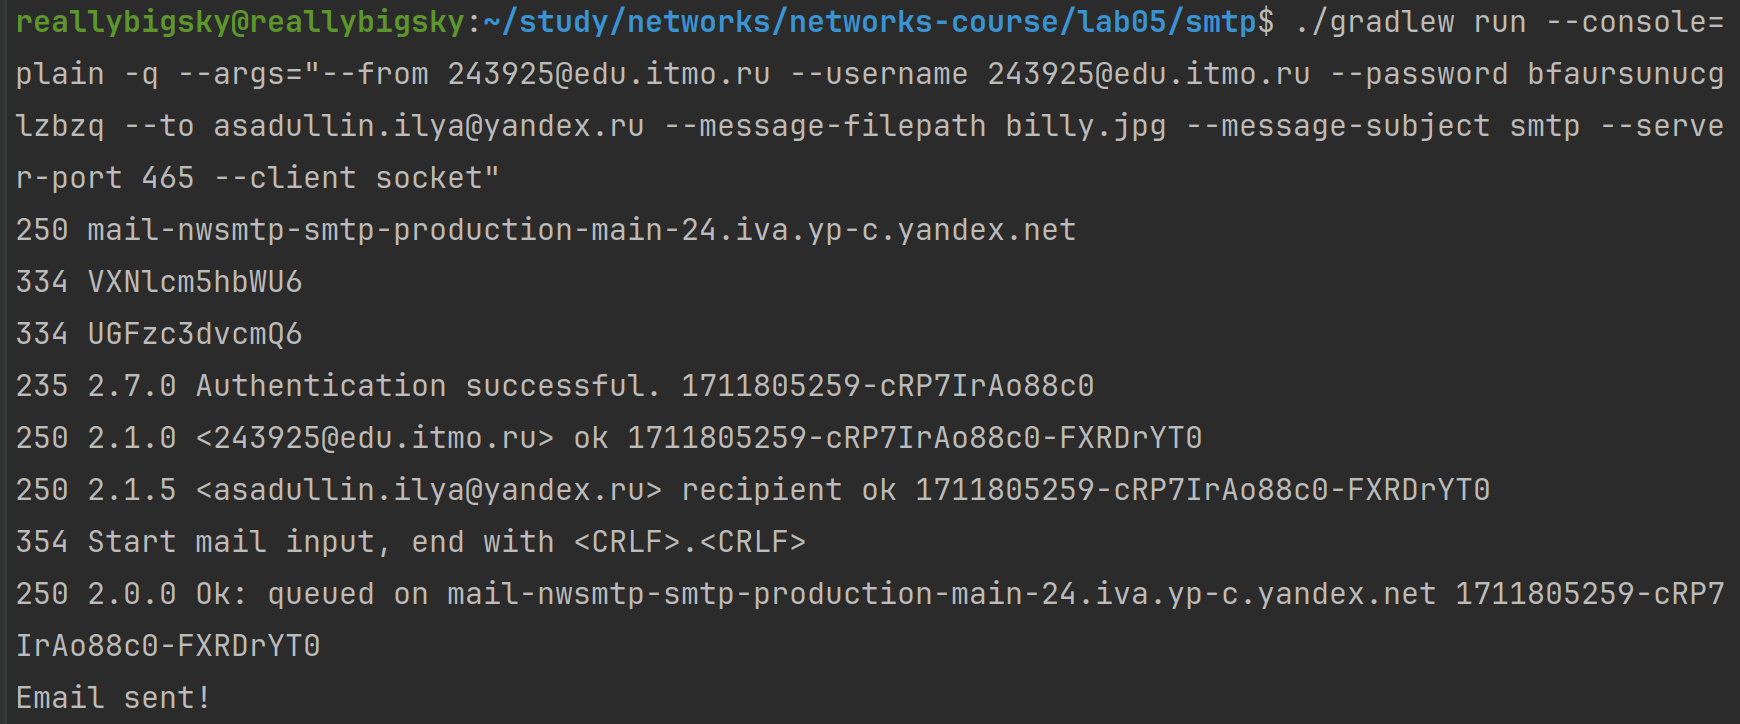 reallybigsky@reallybigsky:~/study/networks/networks-course/lab05/smtp$ ./gradlew run --console=
plain -q --args="--from 243925@edu.itmo.ru --username 243925@edu.itmo.ru --password bfaursunucg
lzbzq --to asadullin.ilya@yandex.ru --message-filepath billy.jpg --message-subject smtp --serve
r-port 465 --client socket"
250 mail-nwsmtp-smtp-production-main-24.iva.yp-c.yandex.net
334 VXNlcm5hbWU6
334 UGFzc3dvcmQ6
235 2.7.0 Authentication successful. 1711805259-cRP7IrAo88c0
250 2.1.0 <243925@edu.itmo.ru> ok 1711805259-cRP7IrAo88c0-FXRDrYT0
250 2.1.5 <asadullin.ilya@yandex.ru> recipient ok 1711805259-cRP7IrAo88c0-FXRDrYT0
354 Start mail input, end with <CRLF>.<CRLF>
250 2.0.0 Ok: queued on mail-nwsmtp-smtp-production-main-24.iva.yp-c.yandex.net 1711805259-cRP7
IrAo88c0-FXRDrYT0
Email sent!